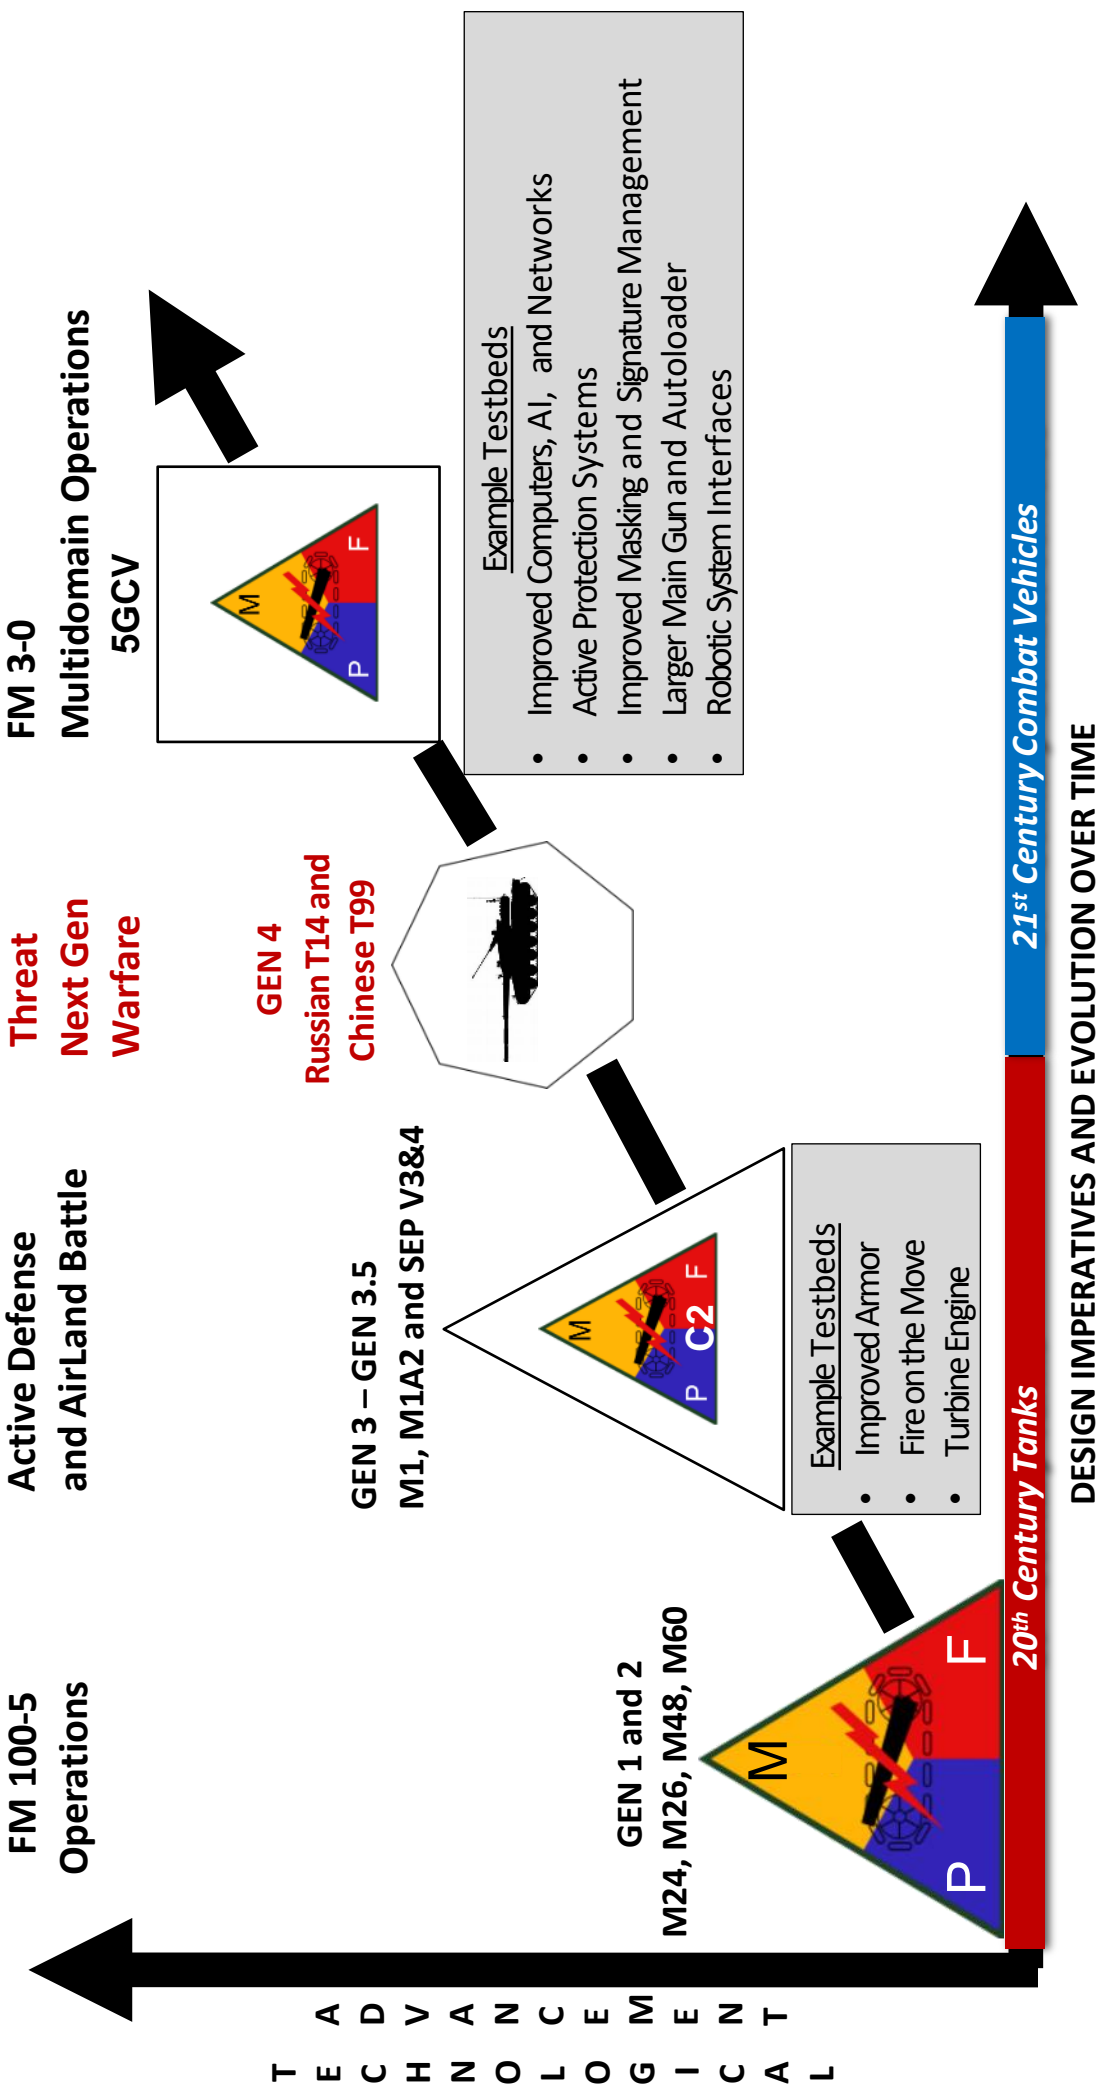 FM 100-5
Operations
Active Defense
and AirLand Battle
Threat
Next Gen
Warfare
FM 3-0
Multidomain Operations
5GCV
TECHNOLOGICAL
ADVANCEMENT
GEN 1 and 2
M24, M26, M48, M60
M
P
F
GEN 3 – GEN 3.5
M1, M1A2 and SEP V3&4
M
P
C2
F
Example Testbeds
• Improved Armor
• Fire on the Move
• Turbine Engine
GEN 4
Russian T14 and
Chinese T99
M
P
F
Example Testbeds
• Improved Computers, AI, and Networks
• Active Protection Systems
• Improved Masking and Signature Management
• Larger Main Gun and Autoloader
• Robotic System Interfaces
20th Century Tanks
21st Century Combat Vehicles
DESIGN IMPERATIVES AND EVOLUTION OVER TIME